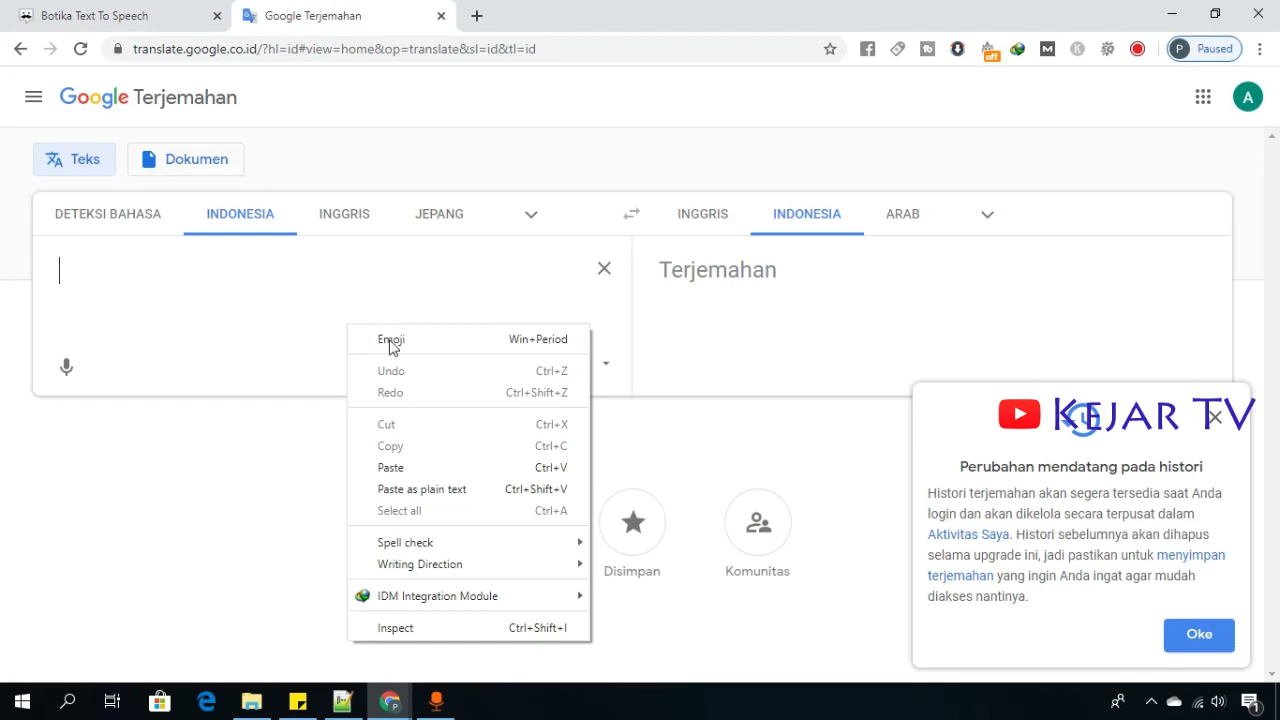 Botika Text To Speech
Google Terjemahan
translate.google.co.id/?hl=id#view=home&op=translate&sl=id&tl=id
off
P Paused
Google Terjemahan
A
Teks
Dokumen
DETEKSI BAHASA INDONESIA INGGRIS JEPANG
INGGRIS INDONESIA ARAB
Terjemahan
Emoji Win+Period
Undo Ctrl+Z
Redo Ctrl+Shift+Z
Cut Ctrl+X
Copy Ctrl+C
Paste Ctrl+V
Paste as plain text Ctrl+Shift+V
Select all Ctrl+A
Spell check
Writing Direction
IDM Integration Module
Inspect Ctrl+Shift+I
Disimpan
Komunitas
KEJAR TV
Perubahan mendatang pada histori
Histori terjemahan akan segera tersedia saat Anda
login dan akan dikelola secara terpusat dalam
Aktivitas Saya. Histori sebelumnya akan dihapus
selama upgrade ini, jadi pastikan untuk menyimpan
terjemahan yang ingin Anda ingat agar mudah
diakses nantinya.
Oke
1